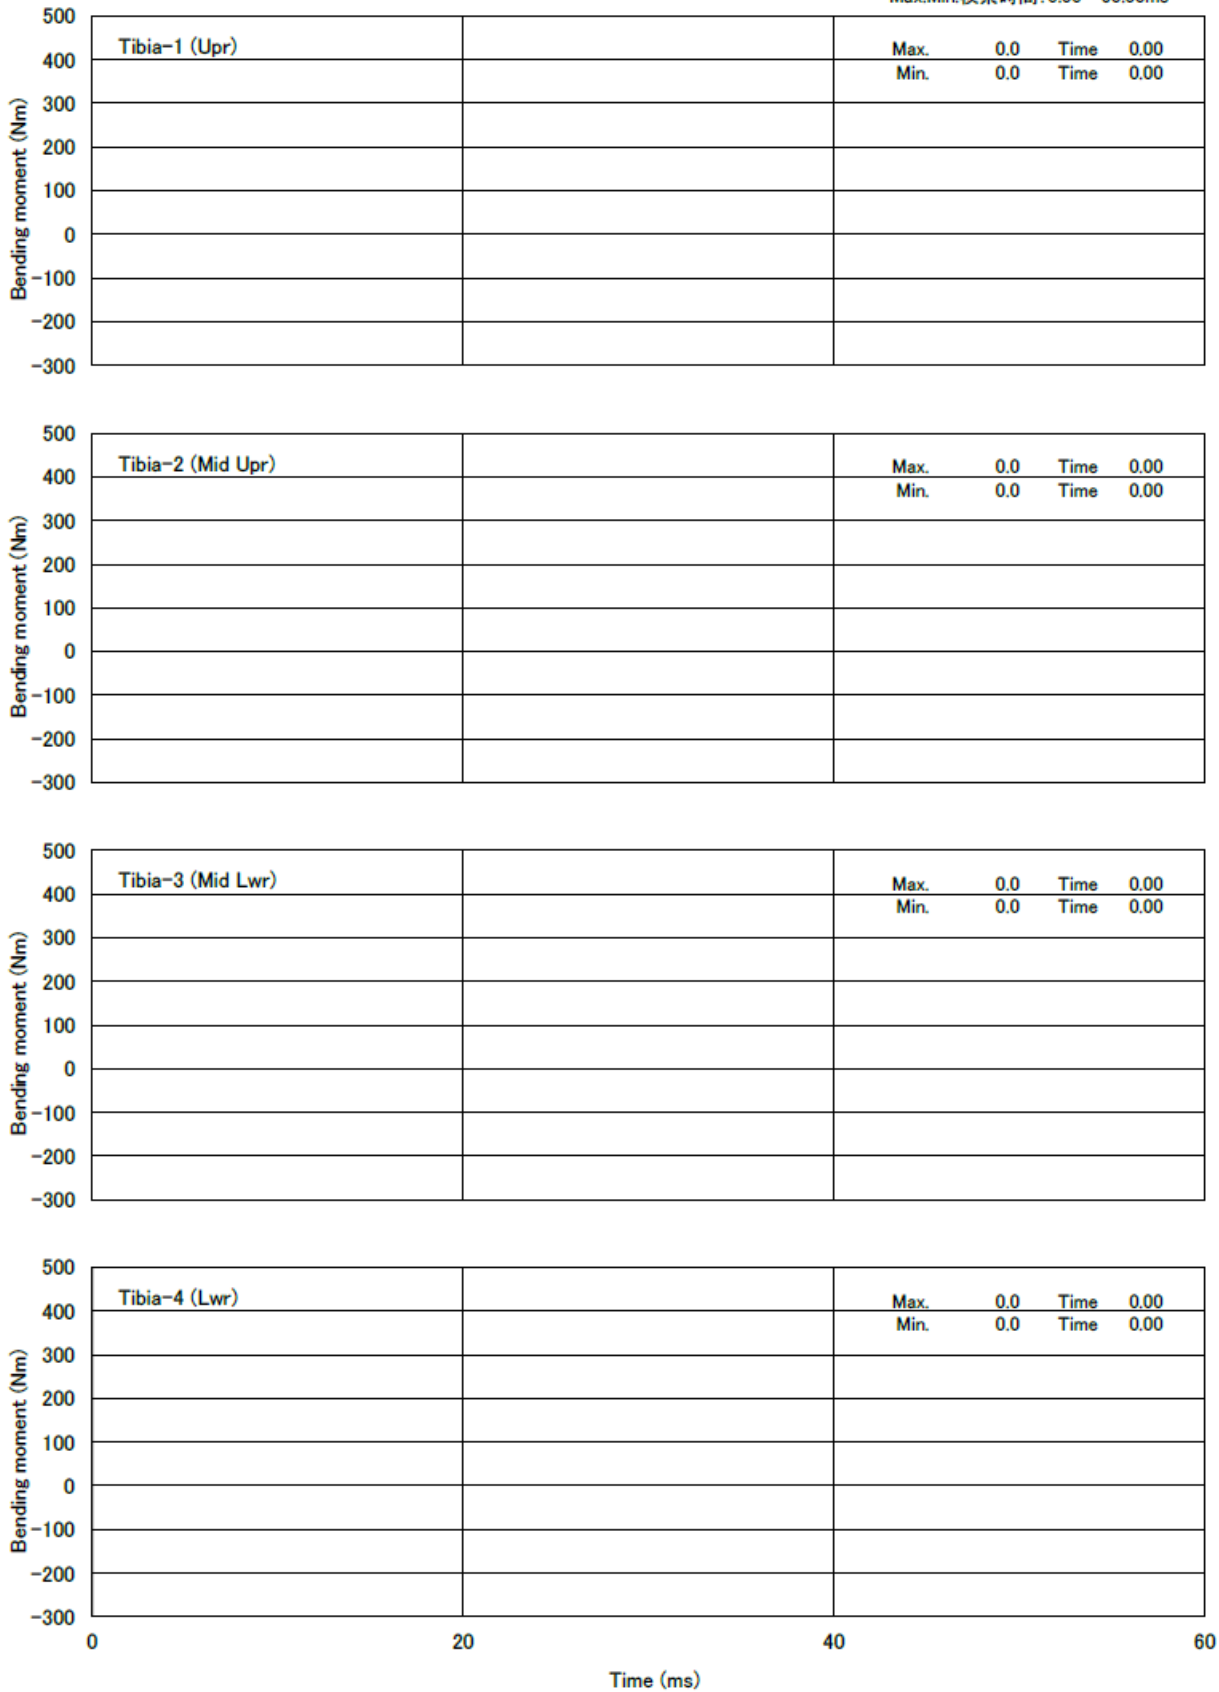 500
Tibia-1 (Upr)
Max. 0.0 Time 0.00
400
Min. 0.0 Time 0.00
300
200
100
0
-100
-200
-300
Bending moment (Nm)
500
Tibia-2 (Mid Upr)
Max. 0.0 Time 0.00
400
Min. 0.0 Time 0.00
300
200
100
0
-100
-200
-300
Bending moment (Nm)
500
Tibia-3 (Mid Lwr)
Max. 0.0 Time 0.00
400
Min. 0.0 Time 0.00
300
200
100
0
-100
-200
-300
Bending moment (Nm)
500
Tibia-4 (Lwr)
Max. 0.0 Time 0.00
400
Min. 0.0 Time 0.00
300
200
100
0
-100
-200
-300
Bending moment (Nm)
0 20 40 60
Time (ms)